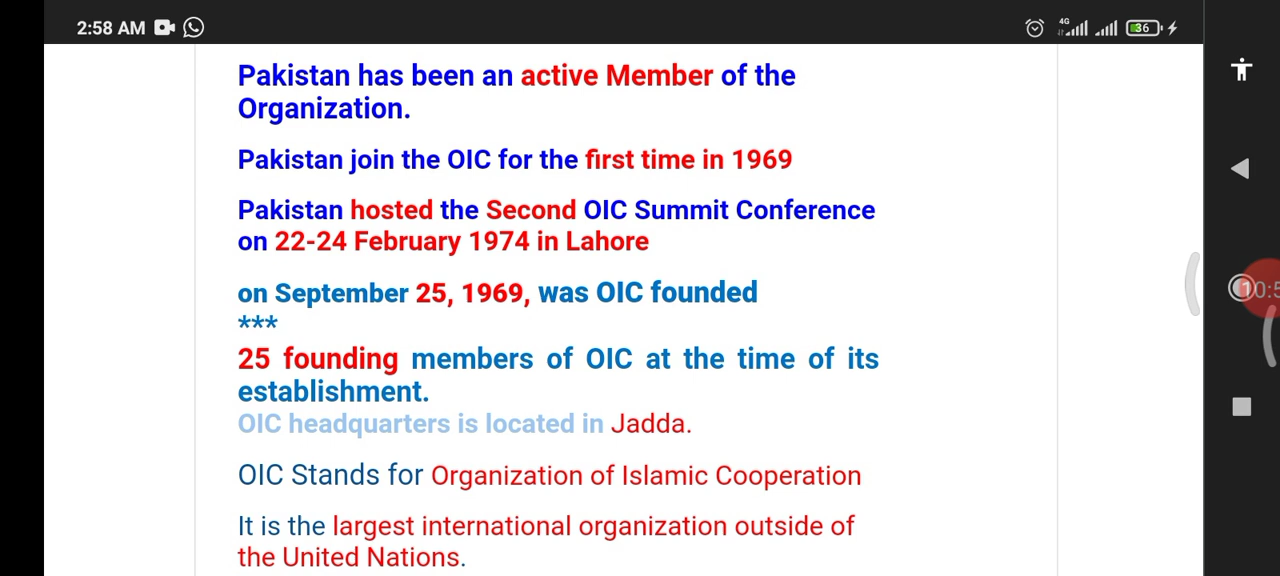 2:58 AM
4G
36
Pakistan has been an active Member of the
Organization.
Pakistan join the OIC for the first time in 1969
Pakistan hosted the Second OIC Summit Conference
on 22-24 February 1974 in Lahore
on September 25, 1969, was OIC founded
***
25 founding members of OIC at the time of its
establishment.
OIC headquarters is located in Jadda.
OIC Stands for Organization of Islamic Cooperation
It is the largest international organization outside of
the United Nations.